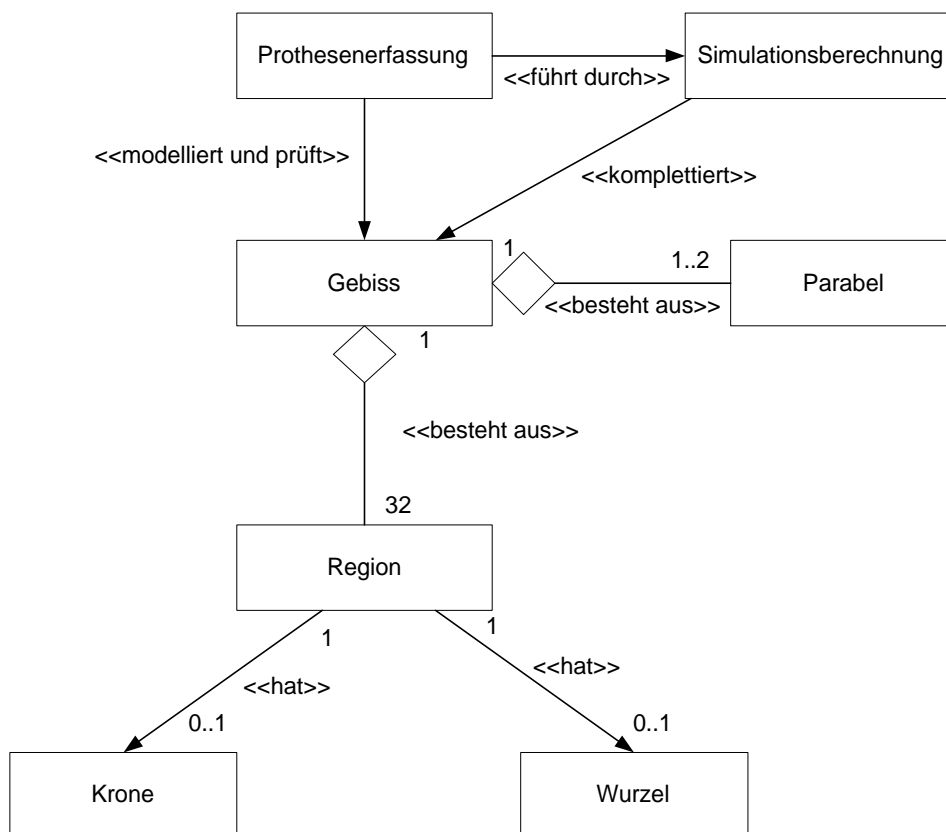 Prothesenerfassung
Simulationsberechnung
<<führt durch>>
<<modelliert und prüft>>
<<komplettiert>>
1
1..2
Gebiss
Parabel
<<besteht aus>>
1
<<besteht aus>>
32
Region
1
1
<<hat>>
<<hat>>
0..1
0..1
Krone
Wurzel